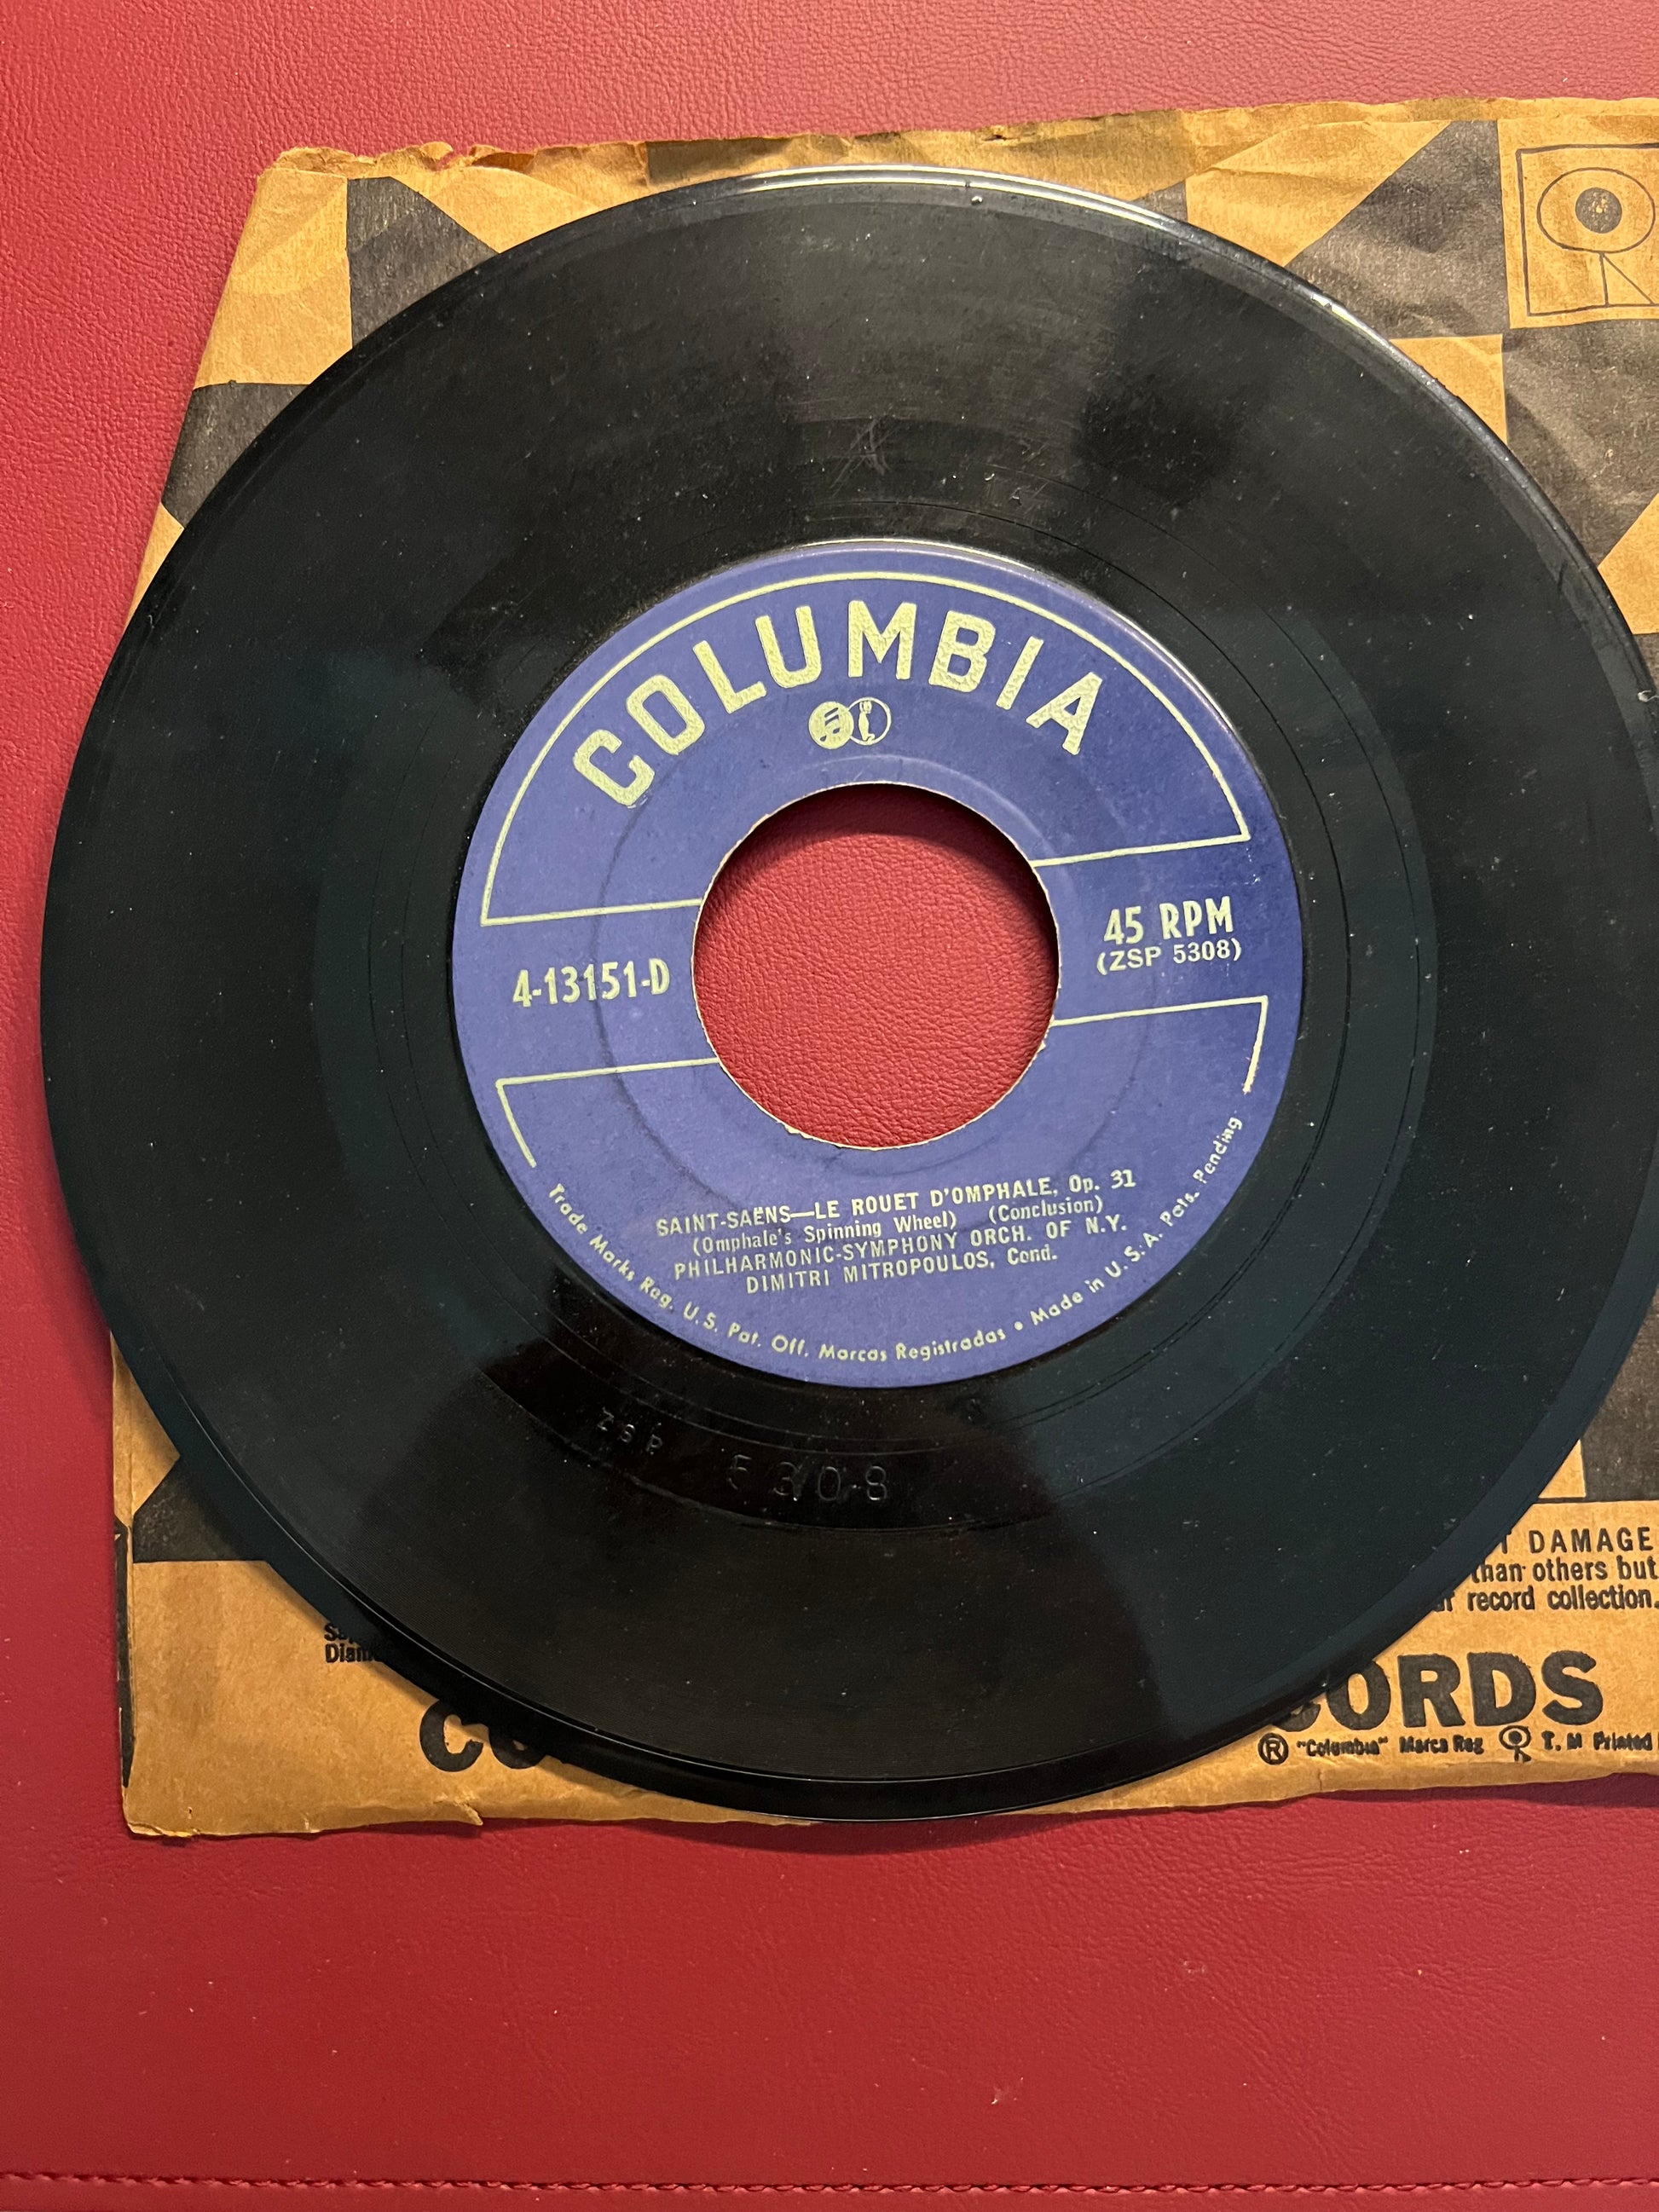 COLUMBIA
45 RPM
(ZSP 5308)
4-13151-D
SAINT-SAËNS—LE ROUET D'OMPHALE, Op. 31
(Omphale's Spinning Wheel) (Conclusion)
PHILHARMONIC-SYMPHONY ORCH. OF N.Y.
DIMITRI MITROPOULOS, Cond.
Trade Marks Reg. U.S. Pat. Off. Marcas Registradas • Made in U.S.A. Pats. Pending
ZSP 5308
DAMAGE
than others but
record collection.
CORDS
® "Columbia" Marca Reg T. M Printed